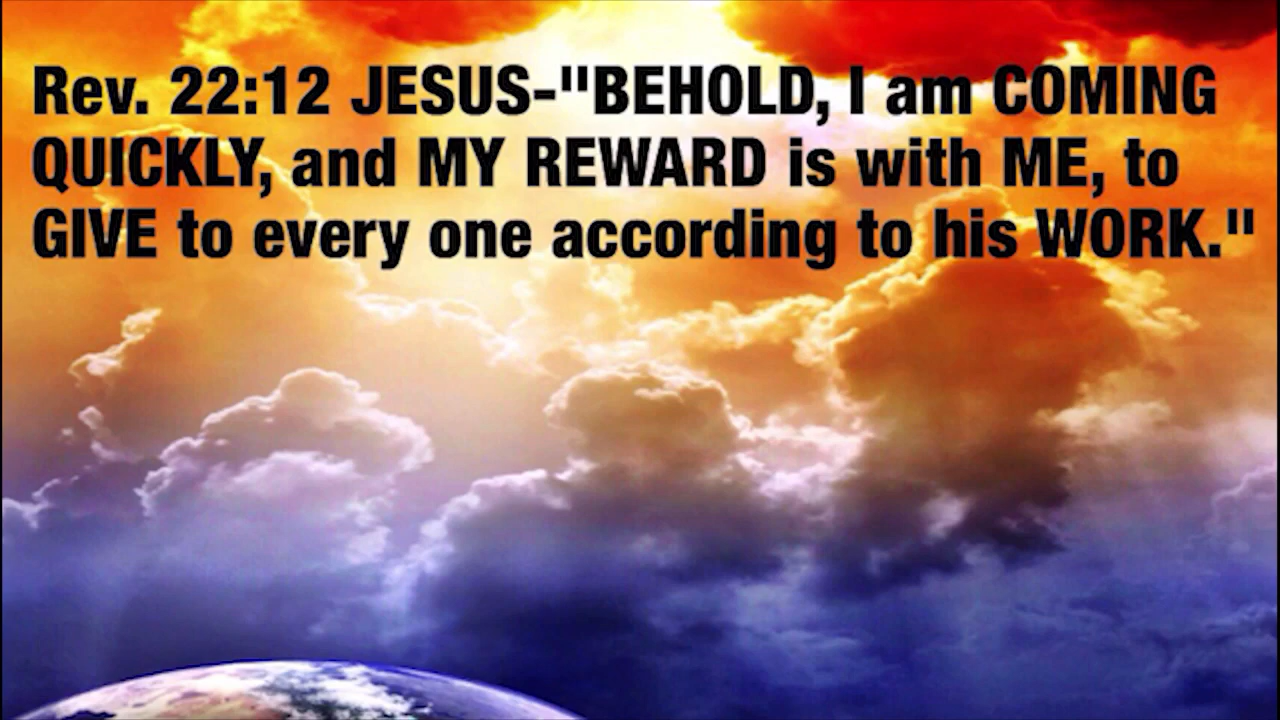 Rev. 22:12 JESUS-"BEHOLD, I am COMING
QUICKLY, and MY REWARD is with ME, to
GIVE to every one according to his WORK."